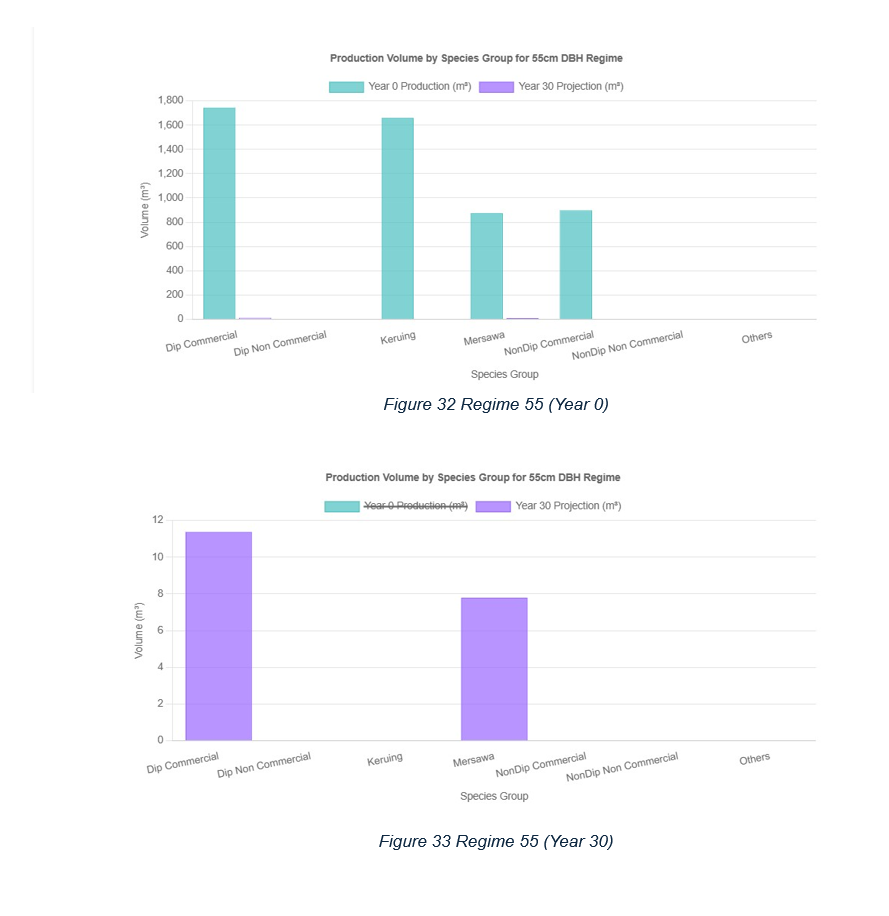 Production Volume by Species Group for 55cm DBH Regime
Year 0 Production (m³) Year 30 Projection (m³)
1,800
1,600
1,400
1,200
1,000
800
600
400
200
0
Volume (m³)
Dip Commercial Dip Non Commercial Keruing Mersawa NonDip Commercial NonDip Non Commercial Others
Species Group
Figure 32 Regime 55 (Year 0)
Production Volume by Species Group for 55cm DBH Regime
Year 0 Production (m³) Year 30 Projection (m³)
12
10
8
6
4
2
0
Volume (m³)
Dip Commercial Dip Non Commercial Keruing Mersawa NonDip Commercial NonDip Non Commercial Others
Species Group
Figure 33 Regime 55 (Year 30)